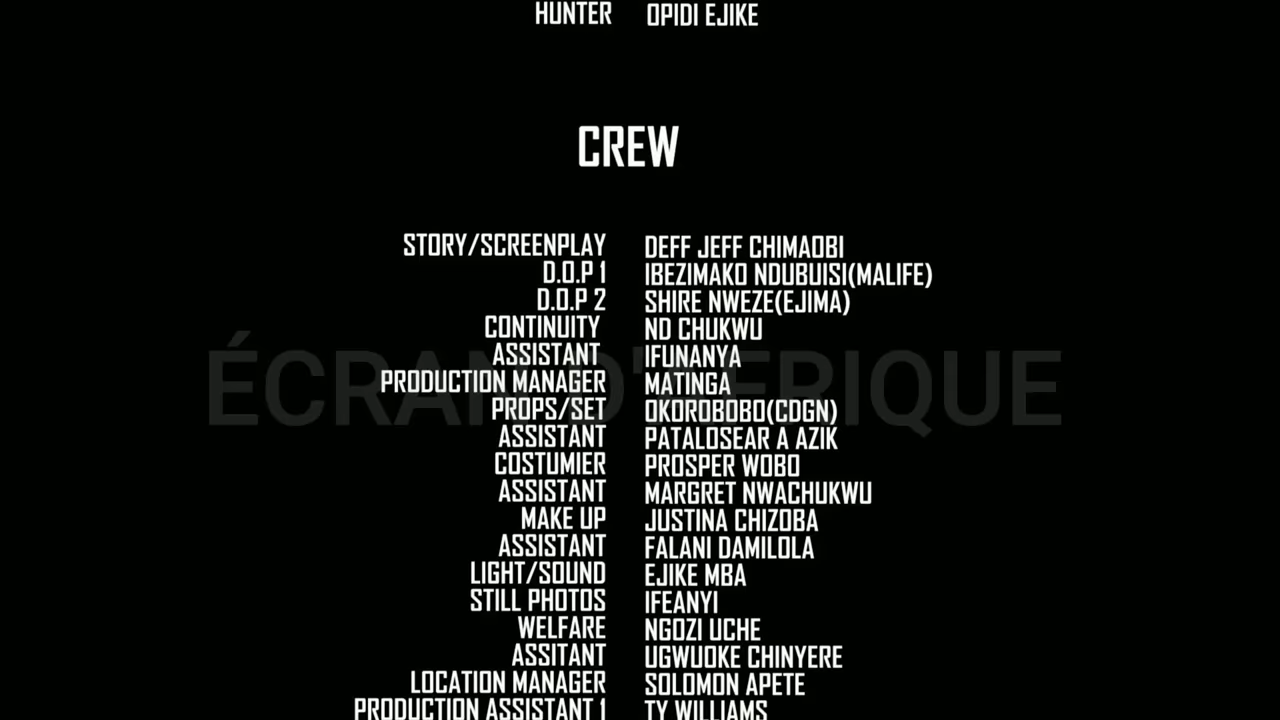 HUNTER OPIDI EJIKE
CREW
STORY/SCREENPLAY DEFF JEFF CHIMAOBI
D.O.P 1 IBEZIMAKO NDUBUISI(MALIFE)
D.O.P 2 SHIRE NWEZE(EJIMA)
CONTINUITY ND CHUKWU
ASSISTANT IFUNANYA
PRODUCTION MANAGER MATINGA
ÉCRAN D'AFRIQUE
PROPS/SET OKOROBOBO(CDGN)
ASSISTANT PATALOSEAR A AZIK
COSTUMIER PROSPER WOBO
ASSISTANT MARGRET NWACHUKWU
MAKE UP JUSTINA CHIZOBA
ASSISTANT FALANI DAMILOLA
LIGHT/SOUND EJIKE MBA
STILL PHOTOS IFEANYI
WELFARE NGOZI UCHE
ASSITANT UGWUOKE CHINYERE
LOCATION MANAGER SOLOMON APETE
PRODUCTION ASSISTANT 1 TY WILLIAMS